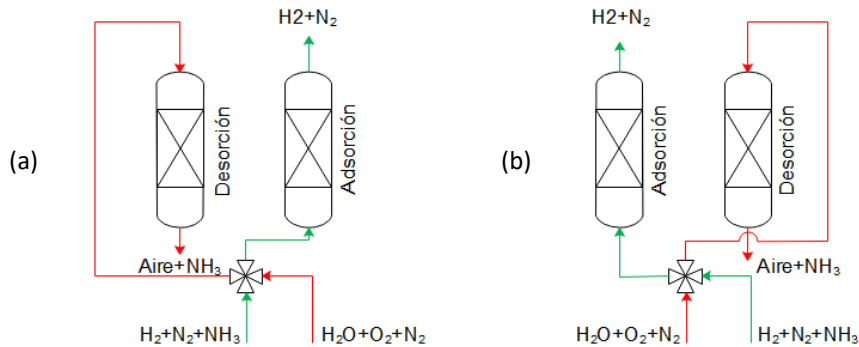 H2+N₂
H2+N₂
(a)
Desorción
Adsorción
(b)
Adsorción
Desorción
Aire+NH₃
Aire+NH₃
H₂+N₂+NH₃
H₂O+O₂+N₂
H₂O+O₂+N₂
H₂+N₂+NH₃